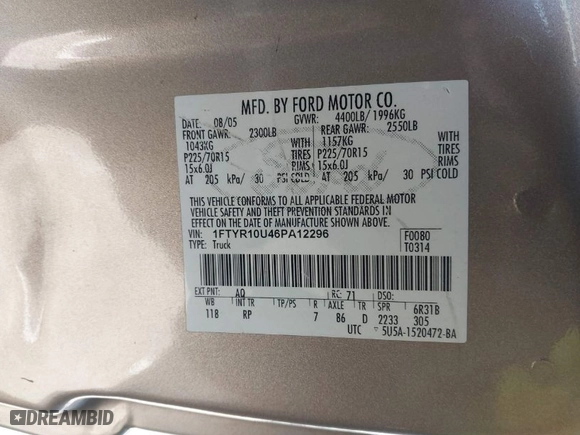 MFD. BY FORD MOTOR CO.
DATE: 08/05 GVWR: 4400LB/ 1996KG
FRONT GAWR: 2300LB REAR GAWR: 2550LB
1043KG WITH 1157KG WITH
P225/70R15 TIRES P225/70R15 TIRES
15x6.0J RIMS 15x6.0J RIMS
AT 205 kPa/ 30 PSI COLD AT 205 kPa/ 30 PSI COLD
THIS VEHICLE CONFORMS TO ALL APPLICABLE FEDERAL MOTOR
VEHICLE SAFETY AND THEFT PREVENTION STANDARDS IN
EFFECT ON THE DATE OF MANUFACTURE SHOWN ABOVE.
VIN: 1FTYR10U46PA12296 F0080
TYPE: Truck T0314
EXT PNT: AQ RC: 71 DSO:
WB INT TR TP/PS R AXLE TR SPR 6R31B
118 RP 7 B6 D 2233 305
UTC 5U5A-1520472-BA
DREAMBID